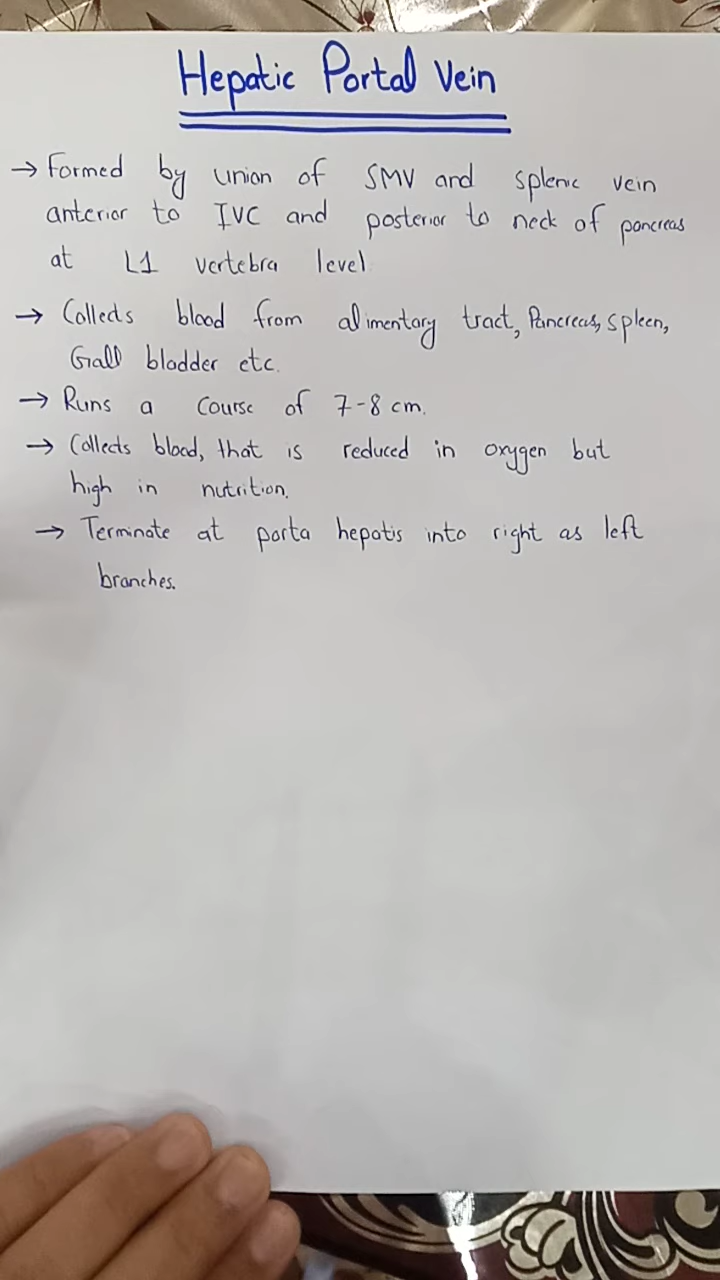 Hepatic Portal Vein
→ Formed by union of SMV and splenic vein
anterior to IVC and posterior to neck of pancreas
at L1 vertebra level
→ Collects blood from alimentary tract, Pancreas, spleen,
Gall bladder etc.
→ Runs a course of 7-8 cm.
→ Collects blood, that is reduced in oxygen but
high in nutrition.
→ Terminate at porta hepatis into right as left
branches.